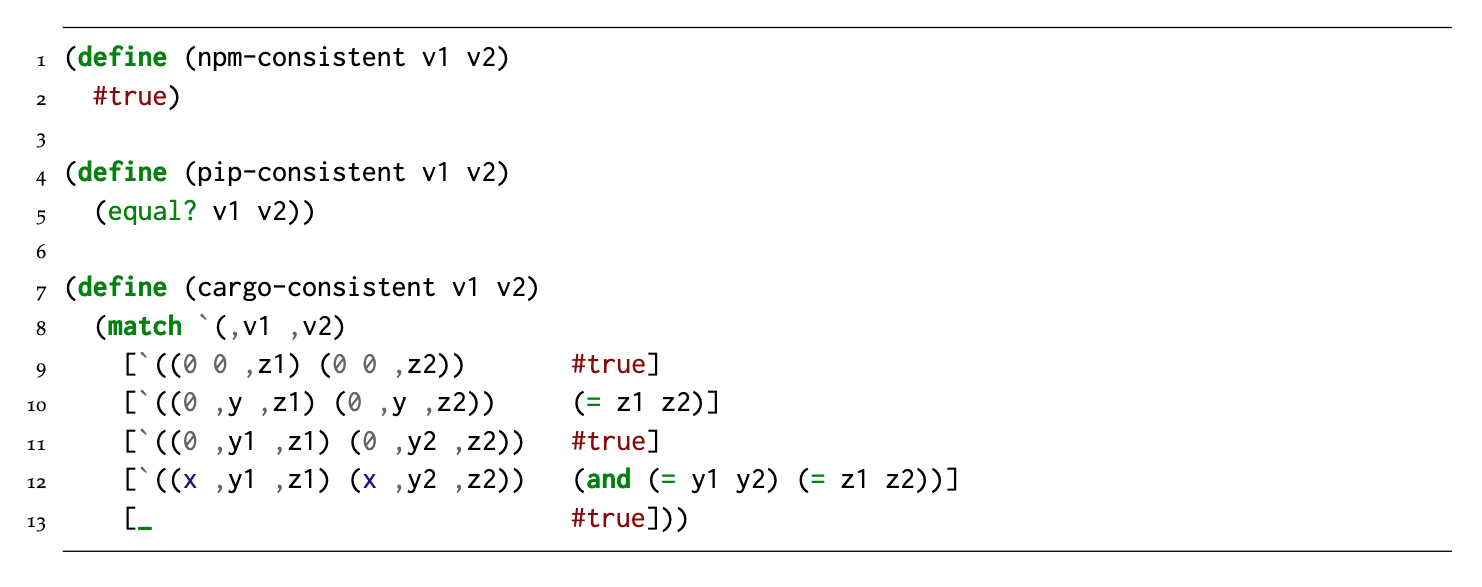 1 (define (npm-consistent v1 v2)
2   #true)
3
4 (define (pip-consistent v1 v2)
5   (equal? v1 v2))
6
7 (define (cargo-consistent v1 v2)
8   (match `(,v1 ,v2)
9     [`((0 0 ,z1) (0 0 ,z2))       #true]
10     [`((0 ,y ,z1) (0 ,y ,z2))     (= z1 z2)]
11     [`((0 ,y1 ,z1) (0 ,y2 ,z2))   #true]
12     [`((x ,y1 ,z1) (x ,y2 ,z2))   (and (= y1 y2) (= z1 z2))]
13     [_                            #true]))